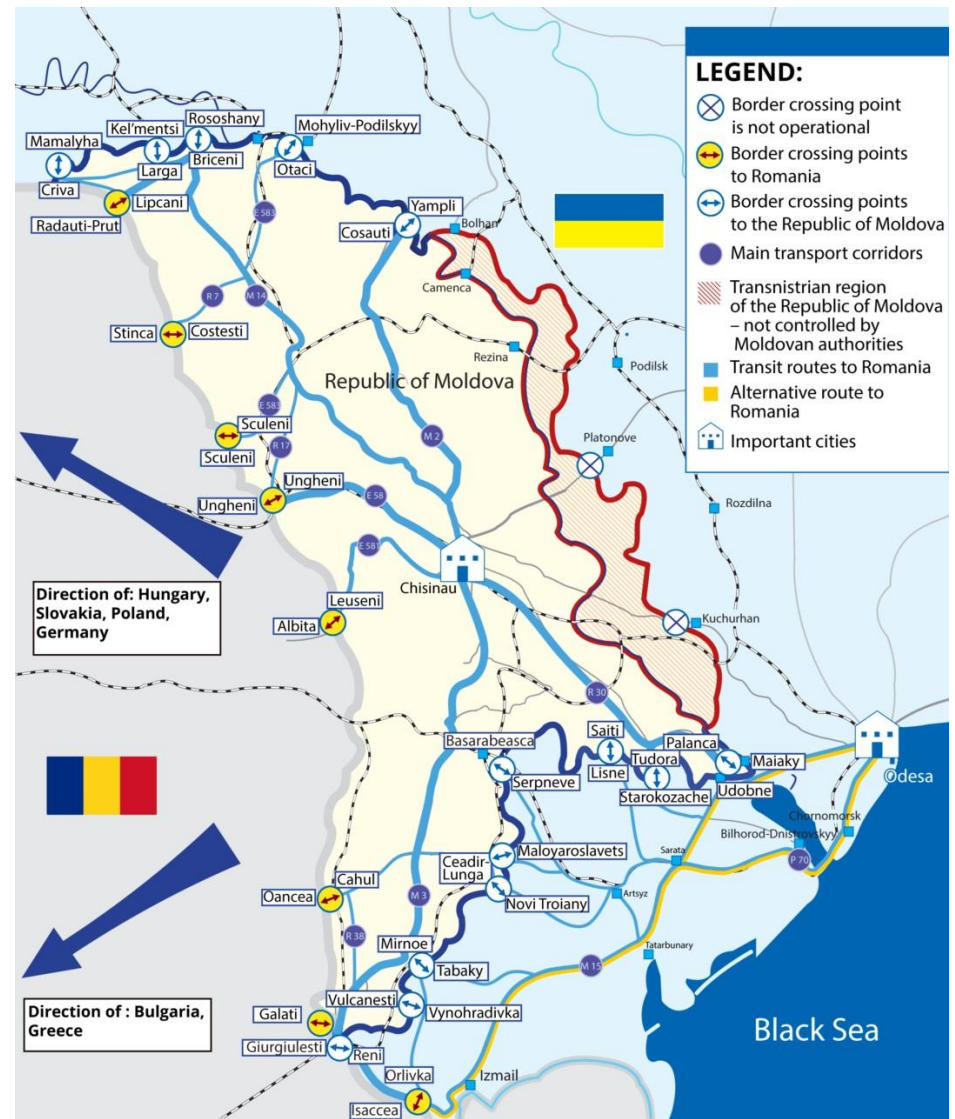 LEGEND:
Border crossing point
is not operational
Border crossing points
to Romania
Border crossing points
to the Republic of Moldova
Main transport corridors
Transnistrian region
of the Republic of Moldova
– not controlled by
Moldovan authorities
Transit routes to Romania
Alternative route to
Romania
Important cities
Rososhany
Kel'mentsi
Mohyliv-Podilskyy
Mamalyha
Briceni
Otaci
Larga
Criva
Lipcani
Radauti-Prut
Yampli
Bolhan
Cosauti
E 583
Camenca
R 7
M 14
Stinca
Costesti
Rezina
Podilsk
Republic of Moldova
E 583
Sculeni
Sculeni
R 17
M 2
Platonove
Ungheni
Ungheni
E 58
Rozdilna
E 581
Chisinau
Direction of: Hungary,
Slovakia, Poland,
Germany
Leuseni
Albita
Kuchurhan
R 30
Basarabeasca
Saiti
Palanca
Tudora
Maiaky
Lisne
Serpneve
Starokozache
Udobne
Odesa
Chornomorsk
Bilhorod-Dnistrovskyy
Maloyaroslavets
Sarata
P 70
Ceadir-
Lunga
Cahul
Oancea
M 3
Novi Troiany
Artsyz
R 38
Mirnoe
Tatarbunary
Tabaky
M 15
Vulcanesti
Vynohradivka
Direction of : Bulgaria,
Greece
Galati
Giurgiulesti
Reni
Orlivka
Izmail
Isaccea
Black Sea